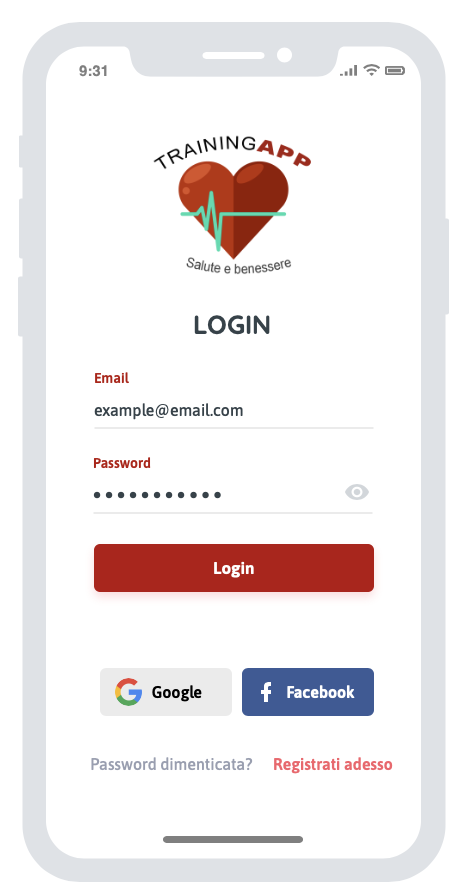 9:31
TRAININGAPP
Salute e benessere
LOGIN
Email
example@email.com
Password
Login
Google
Facebook
Password dimenticata? Registrati adesso